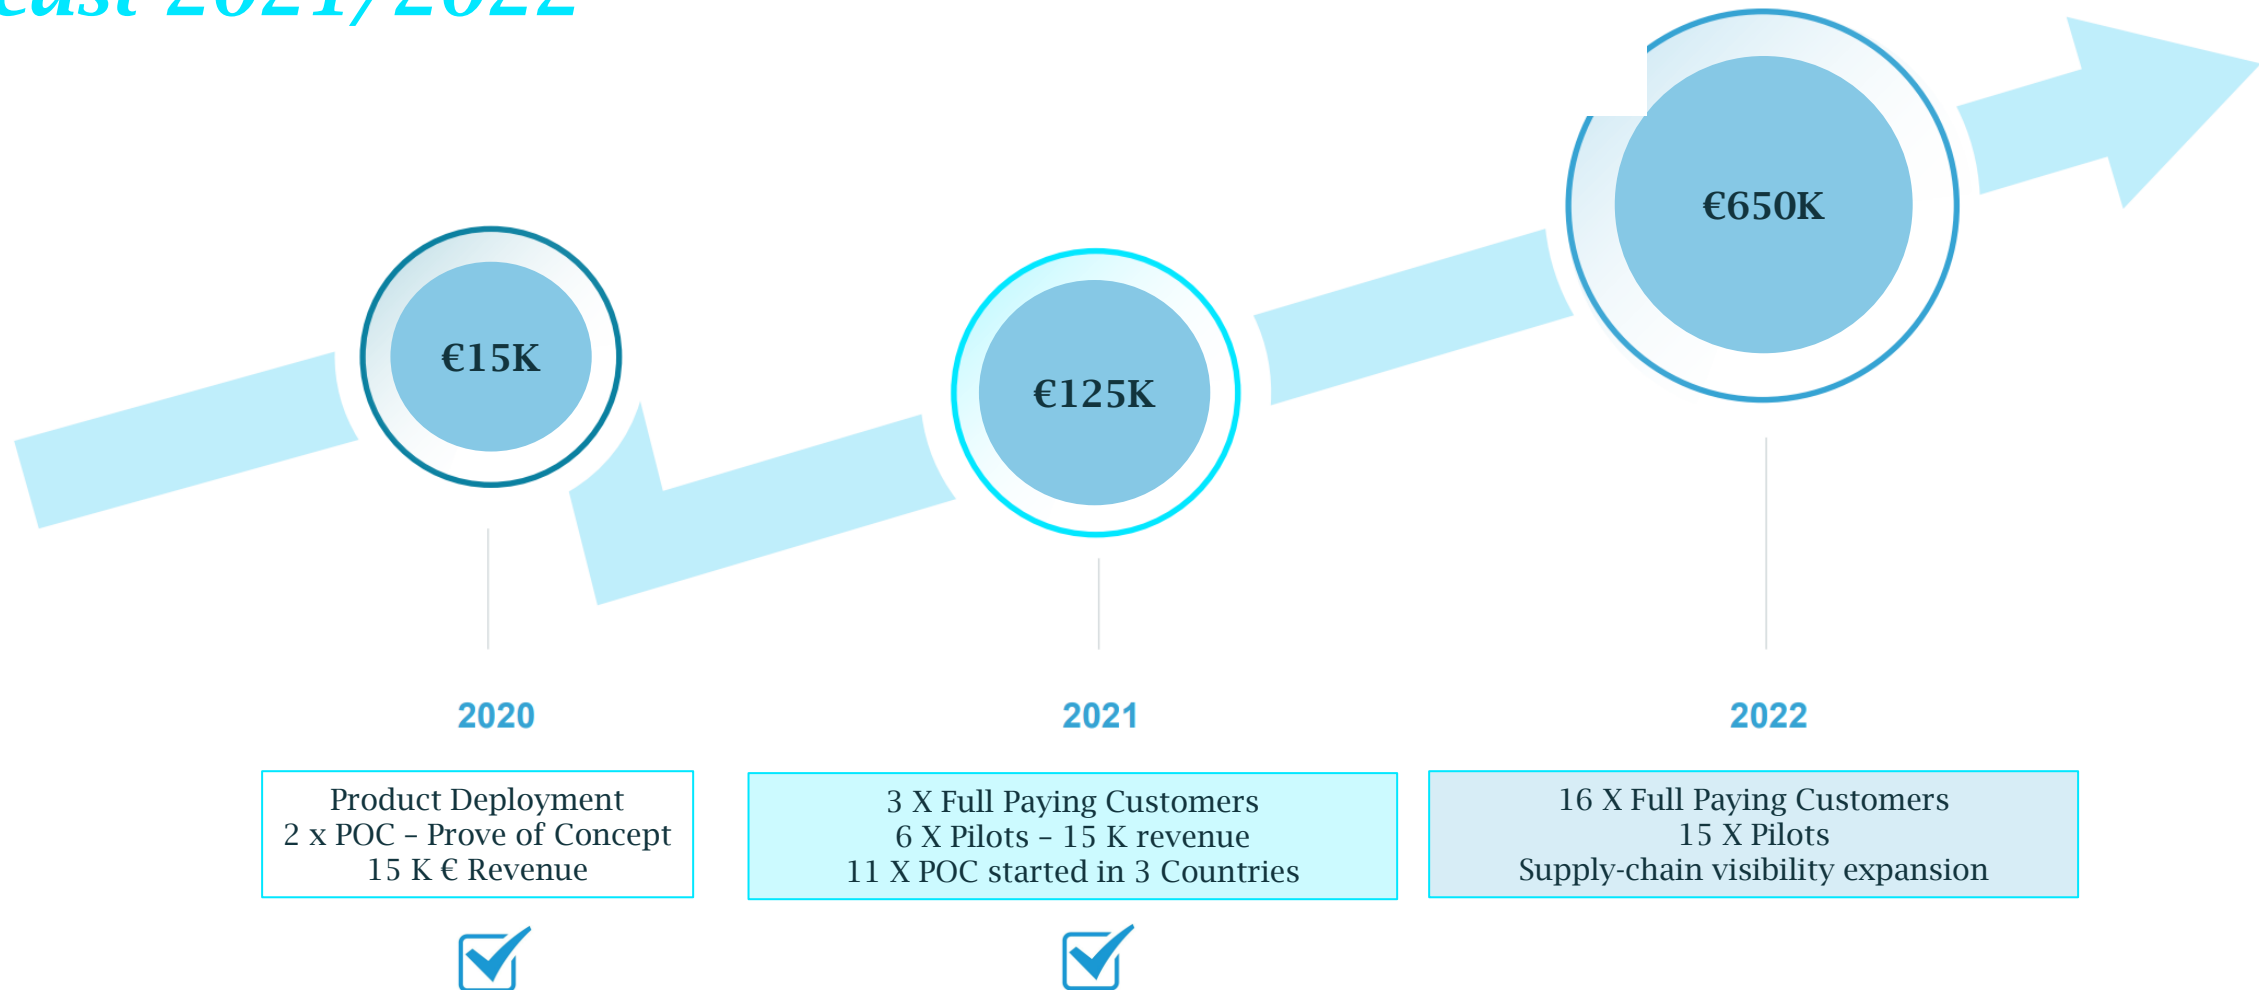 2021/2022
€15K
€125K
€650K
2020
2021
2022
Product Deployment
2 x POC – Prove of Concept
15 K € Revenue
3 X Full Paying Customers
6 X Pilots – 15 K revenue
11 X POC started in 3 Countries
16 X Full Paying Customers
15 X Pilots
Supply-chain visibility expansion